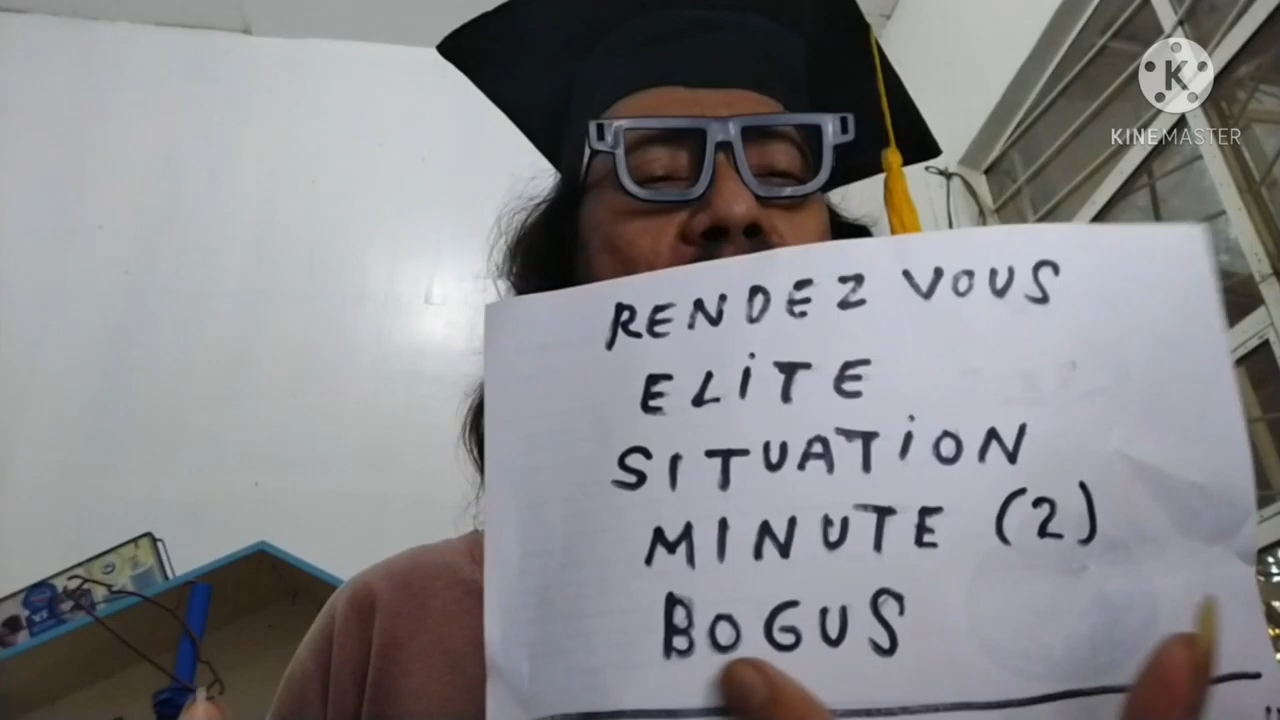 KINEMASTER
RENDEZ VOUS
ELITE
SITUATION
MINUTE (2)
BOGUS